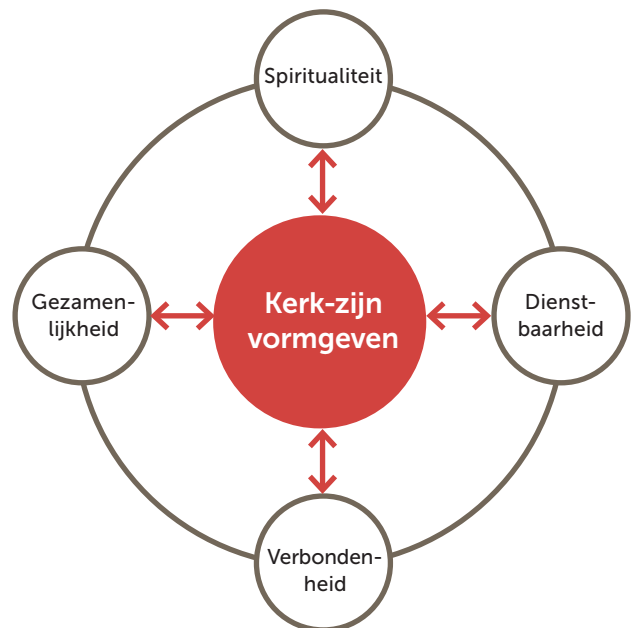 Spiritualiteit
Gezamen-
lijkheid
Kerk-zijn
vormgeven
Dienst-
baarheid
Verbonden-
heid